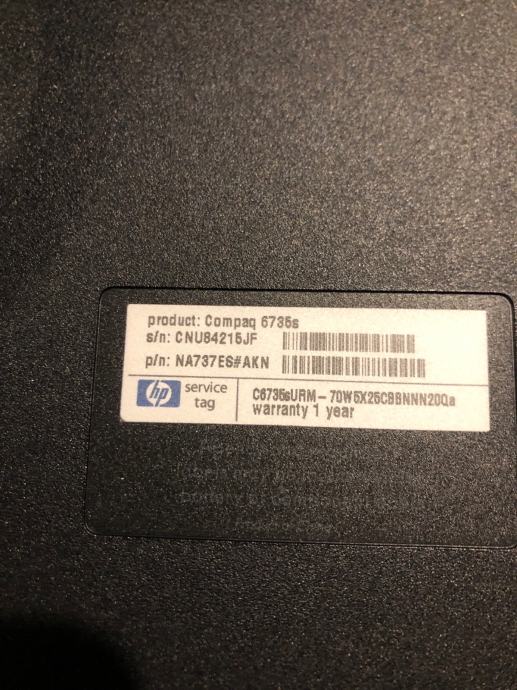 product: Compaq 6735s
s/n: CNU84215JF
p/n: NA737ES#AKN
hp
service
tag
C6735sURM-70W5X25CBBNNN20Qa
warranty 1 year